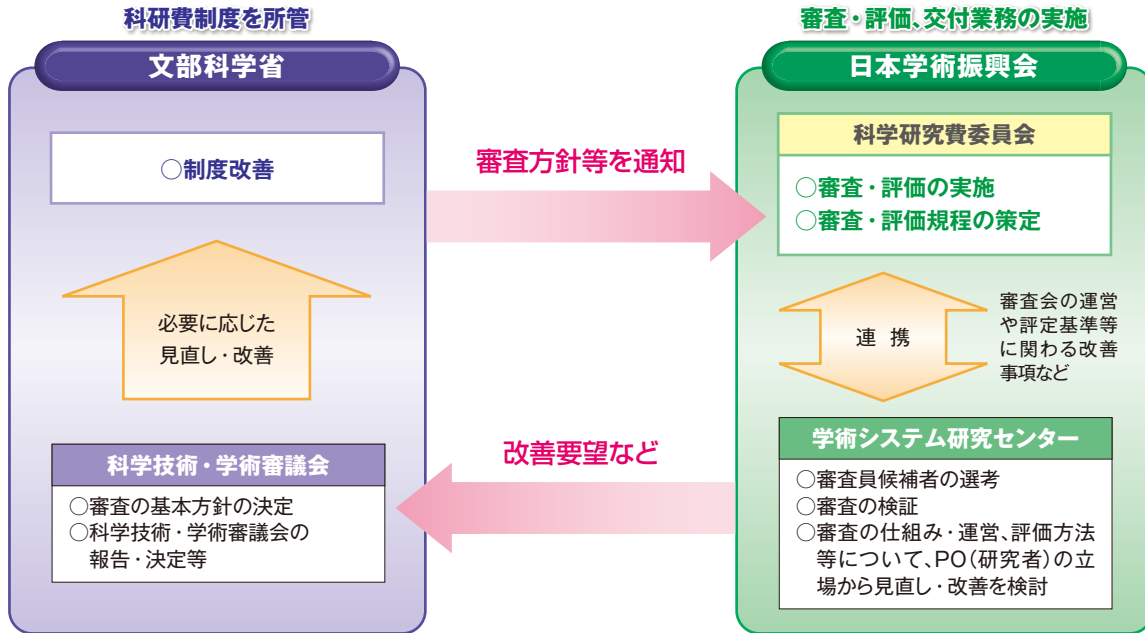 科研費制度を所管
文部科学省
○制度改善
必要に応じた
見直し・改善
科学技術・学術審議会
○審査の基本方針の決定
○科学技術・学術審議会の
報告・決定等
審査方針等を通知
改善要望など
審査・評価、交付業務の実施
日本学術振興会
科学研究費委員会
○審査・評価の実施
○審査・評価規程の策定
連携
審査会の運営
や評定基準等
に関わる改善
事項など
学術システム研究センター
○審査員候補者の選考
○審査の検証
○審査の仕組み・運営、評価方法
等について、PO(研究者)の立
場から見直し・改善を検討